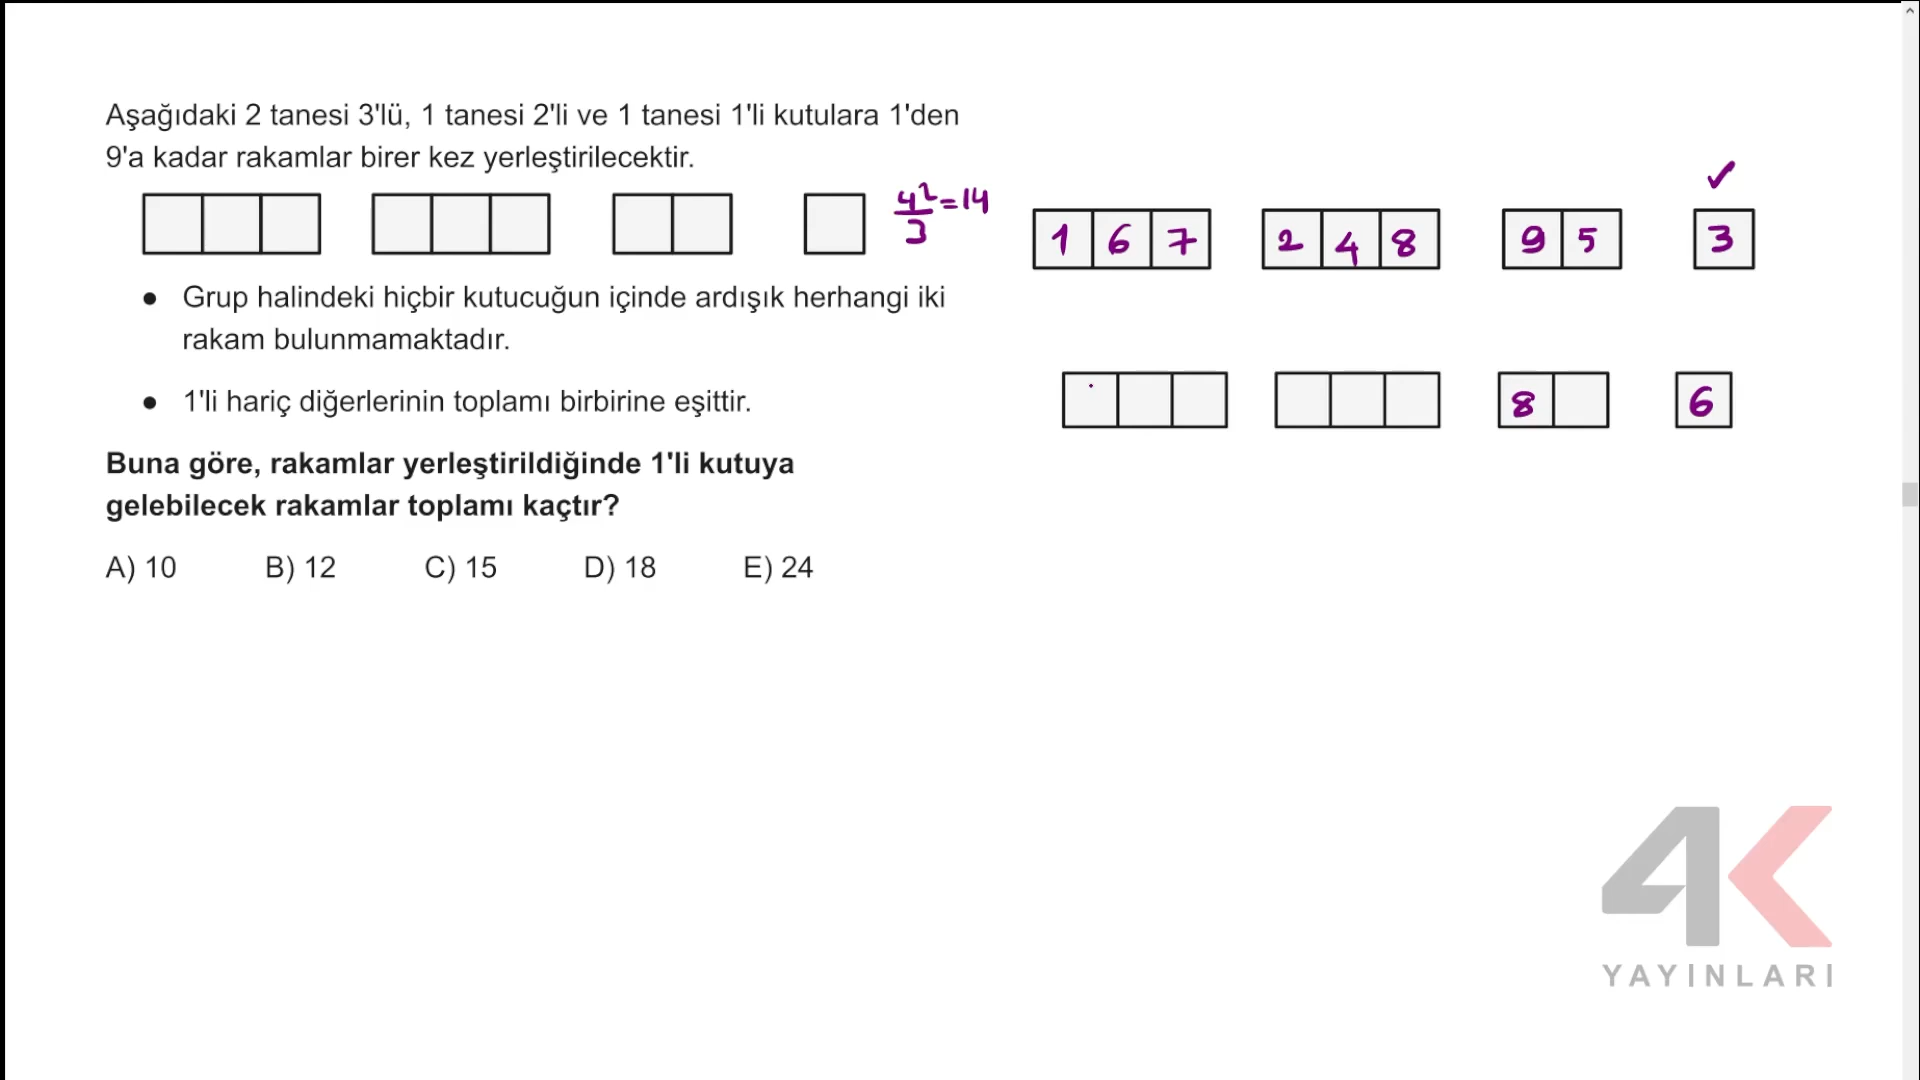 Aşağıdaki 2 tanesi 3'lü, 1 tanesi 2'li ve 1 tanesi 1'li kutulara 1'den
9'a kadar rakamlar birer kez yerleştirilecektir.
42/3=14
● Grup halindeki hiçbir kutucuğun içinde ardışık herhangi iki
rakam bulunmamaktadır.
● 1'li hariç diğerlerinin toplamı birbirine eşittir.
Buna göre, rakamlar yerleştirildiğinde 1'li kutuya
gelebilecek rakamlar toplamı kaçtır?
A) 10 B) 12 C) 15 D) 18 E) 24
✓
1 6 7 2 4 8 9 5 3
8 6
4K
YAYINLARI